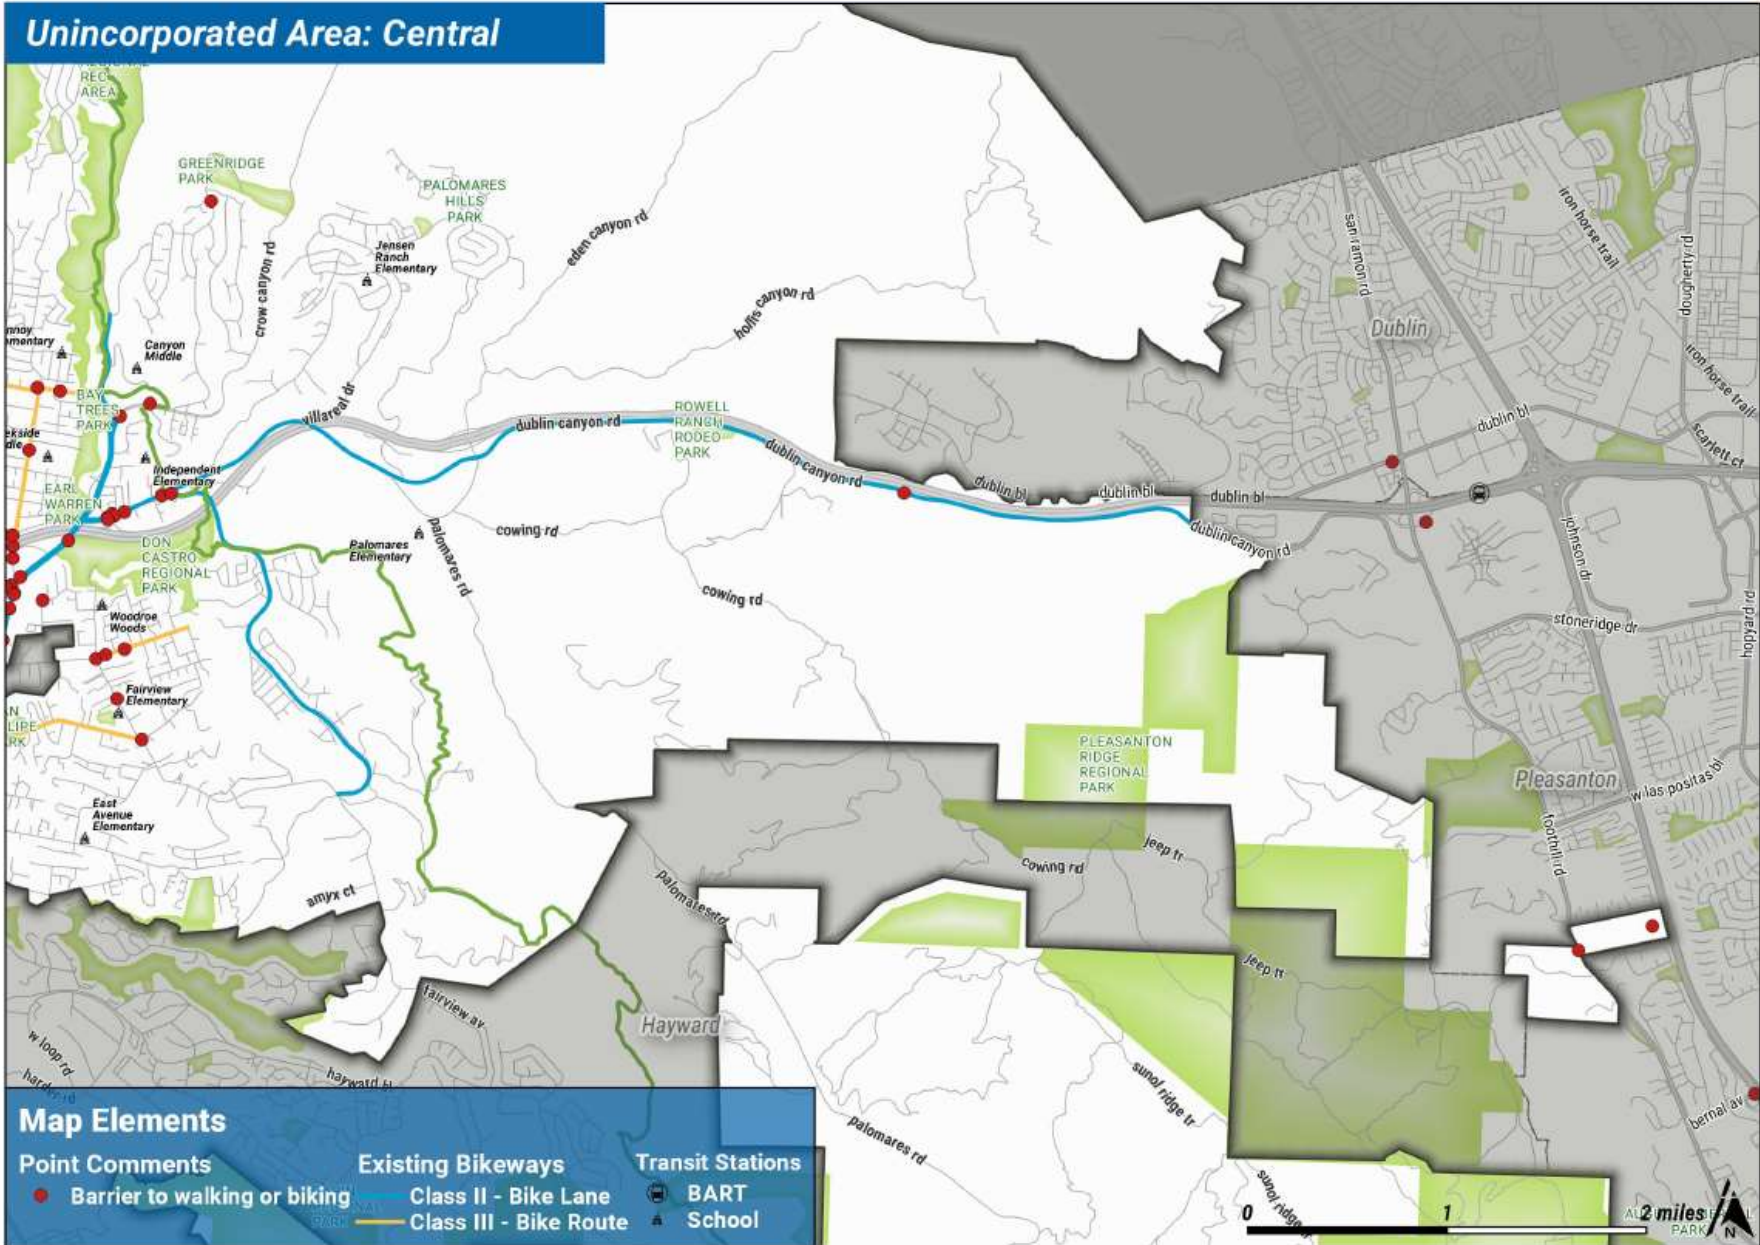 Unincorporated Area: Central
REC
AREA
GREENRIDGE
PARK
PALOMARES
HILLS
PARK
Jensen
Ranch
Elementary
crow canyon rd
eden canyon rd
hollis canyon rd
san ramon rd
iron horse trail
dougherty rd
Dublin
iron horse trail
Canyon
Middle
BAY
TREES
PARK
villareal dr
dublin canyon rd
ROWELL
RANCH
RODEO
PARK
dublin canyon rd
dublin bl
dublin bl
dublin bl
dublin bl
scarlett ct
Independent
Elementary
EARL
WARREN
PARK
DON
CASTRO
REGIONAL
PARK
Palomares
Elementary
palomares rd
cowing rd
dublin canyon rd
johnson dr
cowing rd
stoneridge dr
hopyard rd
Woodroe
Woods
Fairview
Elementary
LIPE
PLEASANTON
RIDGE
REGIONAL
PARK
Pleasanton
w las positas bl
foothill rd
East
Avenue
Elementary
jeep tr
cowing rd
palomares rd
amyx ct
jeep tr
fairview av
Hayward
w loop rd
harder rd
hayward bl
sunol ridge tr
bernal av
palomares rd
sunol ridge
Map Elements
Point Comments
Barrier to walking or biking
Existing Bikeways
Class II - Bike Lane
Class III - Bike Route
Transit Stations
BART
School
0 1 2 miles
PARK
N